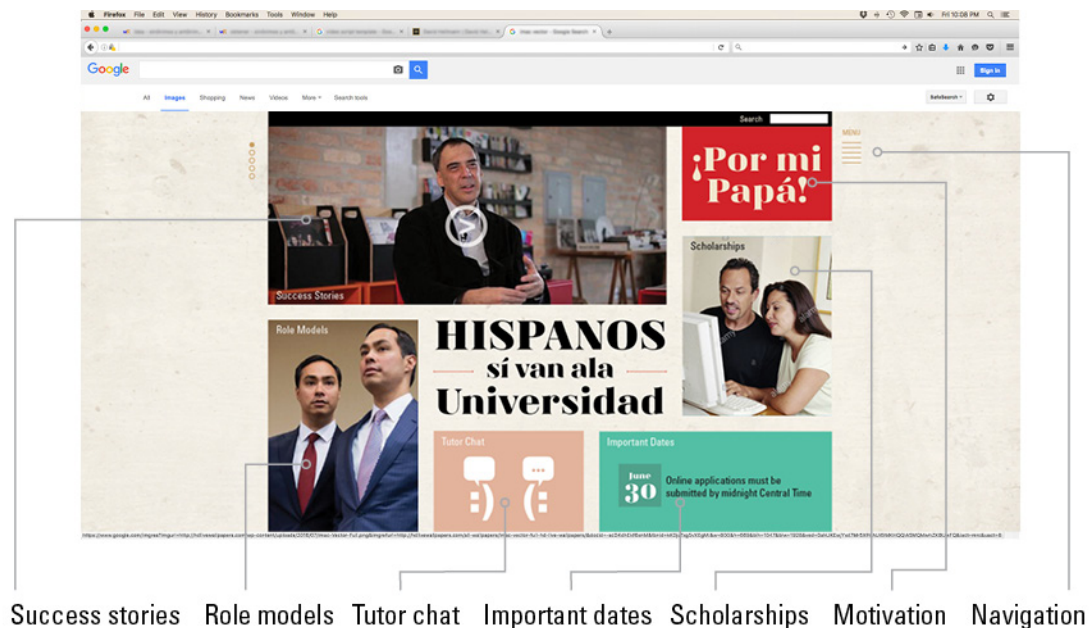 Firefox File Edit View History Bookmarks Tools Window Help
Fri 10:08 PM
Google
Sign in
All Images Shopping News Videos More Search tools
SafeSearch
Search
MENU
¡Por mi
Papá!
Success Stories
Scholarships
Role Models
HISPANOS
sí van ala
Universidad
Tutor Chat
:) (:
Important Dates
June
30
Online applications must be
submitted by midnight Central Time
Success stories Role models Tutor chat Important dates Scholarships Motivation Navigation